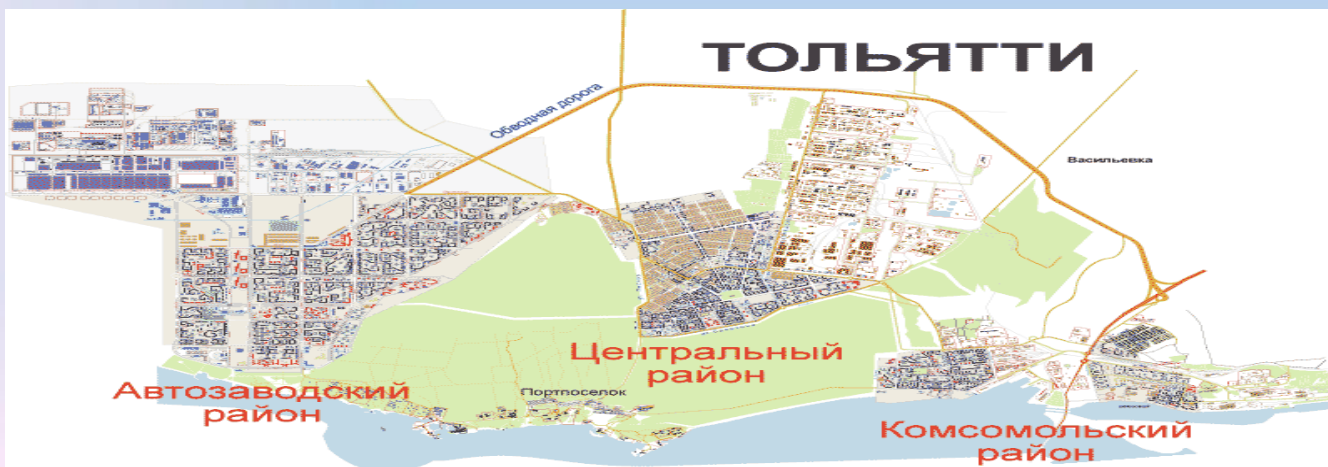 ТОЛЬЯТТИ
Обводная дорога
Васильевка
Центральный
район
Автозаводский
район
Портпоселок
Комсомольский
район